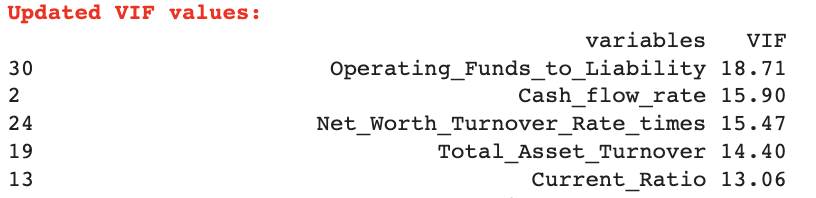 Updated VIF values:
variables VIF
30 Operating_Funds_to_Liability 18.71
2 Cash_flow_rate 15.90
24 Net_Worth_Turnover_Rate_times 15.47
19 Total_Asset_Turnover 14.40
13 Current_Ratio 13.06